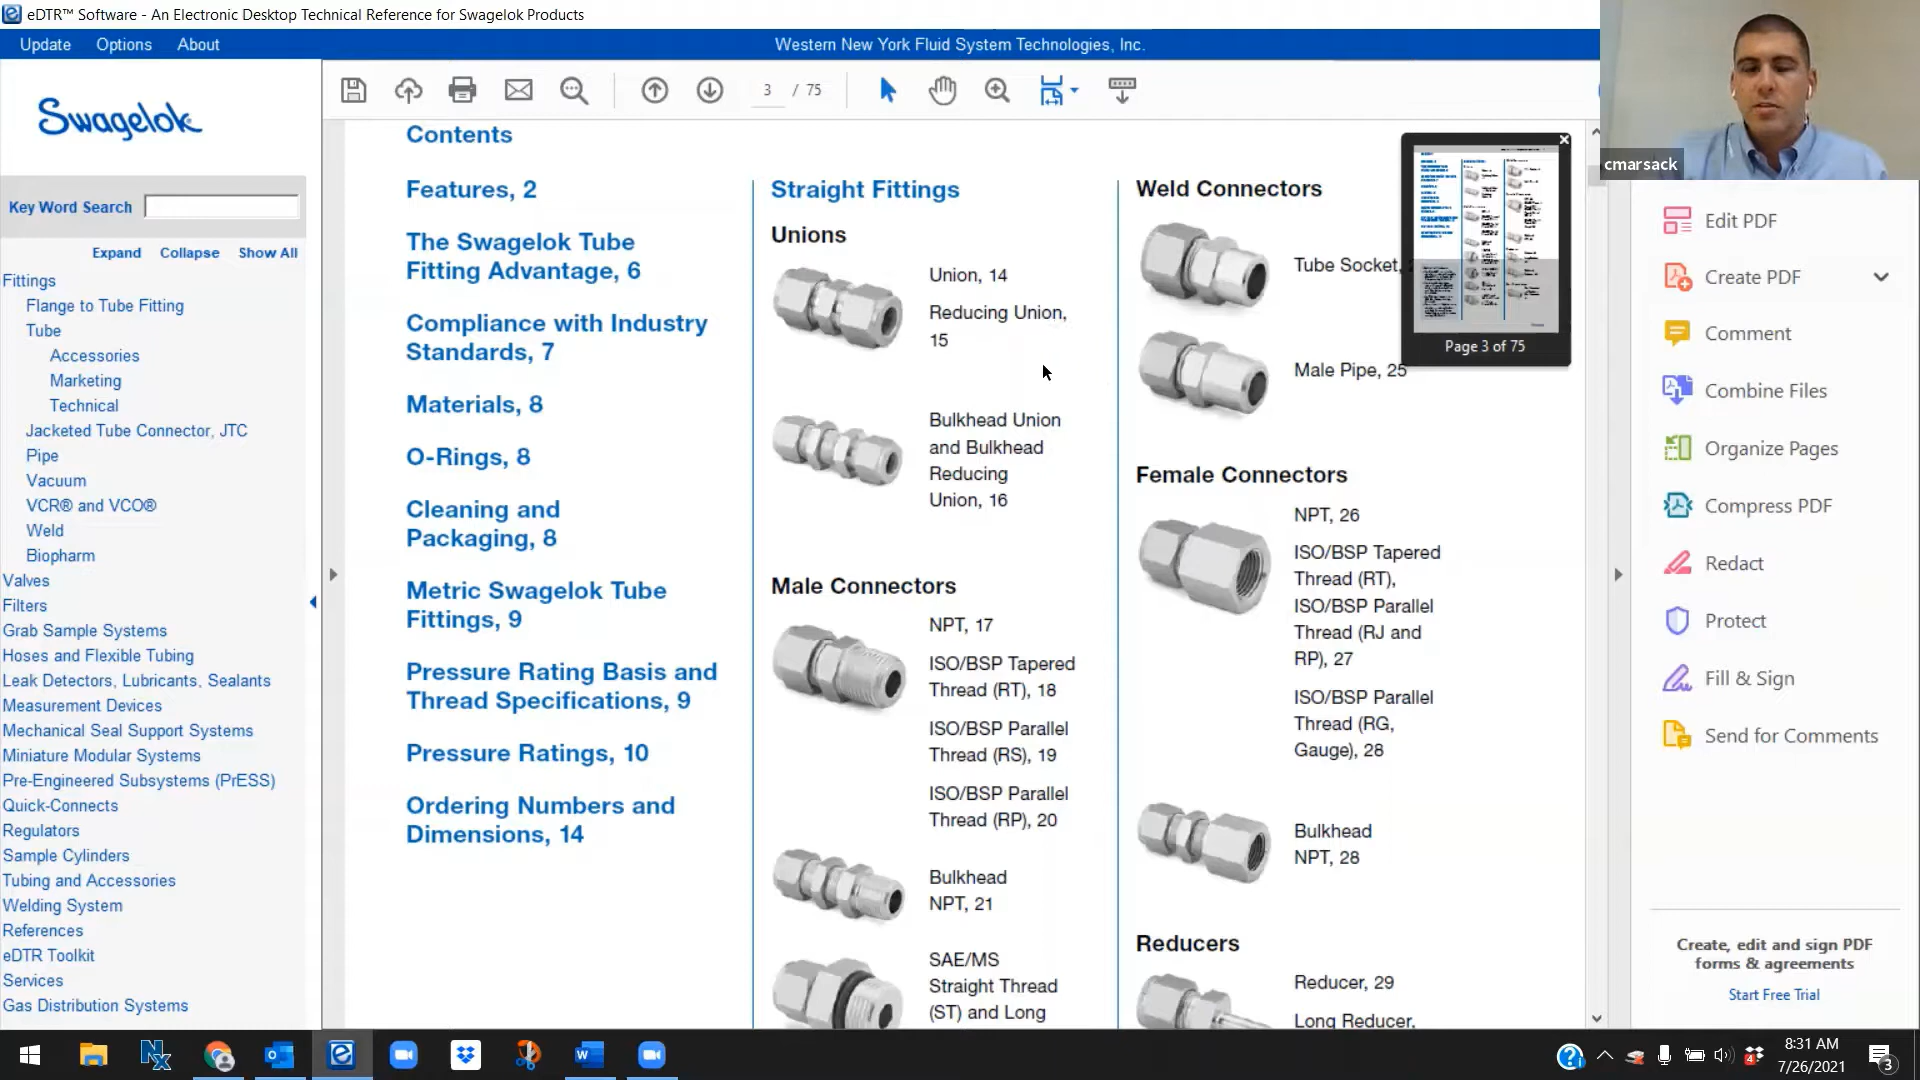 eDTR™ Software - An Electronic Desktop Technical Reference for Swagelok Products
Update Options About
Western New York Fluid System Technologies, Inc.
cmarsack
Swagelok
Key Word Search
Expand Collapse Show All
Fittings
Flange to Tube Fitting
Tube
Accessories
Marketing
Technical
Jacketed Tube Connector, JTC
Pipe
Vacuum
VCR® and VCO®
Weld
Biopharm
Valves
Filters
Grab Sample Systems
Hoses and Flexible Tubing
Leak Detectors, Lubricants, Sealants
Measurement Devices
Mechanical Seal Support Systems
Miniature Modular Systems
Pre-Engineered Subsystems (PrESS)
Quick-Connects
Regulators
Sample Cylinders
Tubing and Accessories
Welding System
References
eDTR Toolkit
Services
Gas Distribution Systems
3 / 75
Contents
Features, 2
The Swagelok Tube
Fitting Advantage, 6
Compliance with Industry
Standards, 7
Materials, 8
O-Rings, 8
Cleaning and
Packaging, 8
Metric Swagelok Tube
Fittings, 9
Pressure Rating Basis and
Thread Specifications, 9
Pressure Ratings, 10
Ordering Numbers and
Dimensions, 14
Straight Fittings
Unions
Union, 14
Reducing Union,
15
Bulkhead Union
and Bulkhead
Reducing
Union, 16
Male Connectors
NPT, 17
ISO/BSP Tapered
Thread (RT), 18
ISO/BSP Parallel
Thread (RS), 19
ISO/BSP Parallel
Thread (RP), 20
Bulkhead
NPT, 21
SAE/MS
Straight Thread
(ST) and Long
Weld Connectors
Tube Socket,
Male Pipe, 25
Female Connectors
NPT, 26
ISO/BSP Tapered
Thread (RT),
ISO/BSP Parallel
Thread (RJ and
RP), 27
ISO/BSP Parallel
Thread (RG,
Gauge), 28
Bulkhead
NPT, 28
Reducers
Reducer, 29
Long Reducer,
Page 3 of 75
Edit PDF
Create PDF
Comment
Combine Files
Organize Pages
Compress PDF
Redact
Protect
Fill & Sign
Send for Comments
Create, edit and sign PDF
forms & agreements
Start Free Trial
8:31 AM
7/26/2021
3